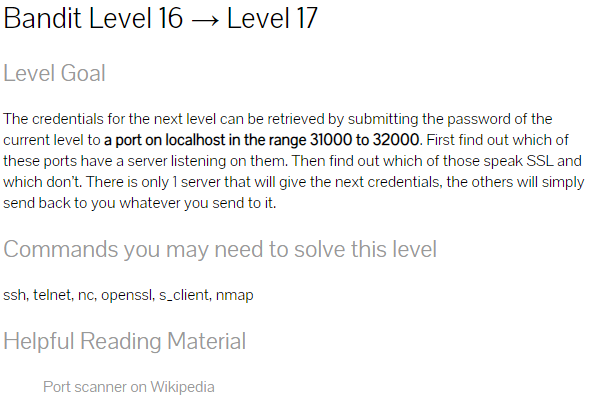 Bandit Level 16 → Level 17
Level Goal
The credentials for the next level can be retrieved by submitting the password of the
current level to a port on localhost in the range 31000 to 32000. First find out which of
these ports have a server listening on them. Then find out which of those speak SSL and
which don't. There is only 1 server that will give the next credentials, the others will simply
send back to you whatever you send to it.
Commands you may need to solve this level
ssh, telnet, nc, openssl, s_client, nmap
Helpful Reading Material
Port scanner on Wikipedia